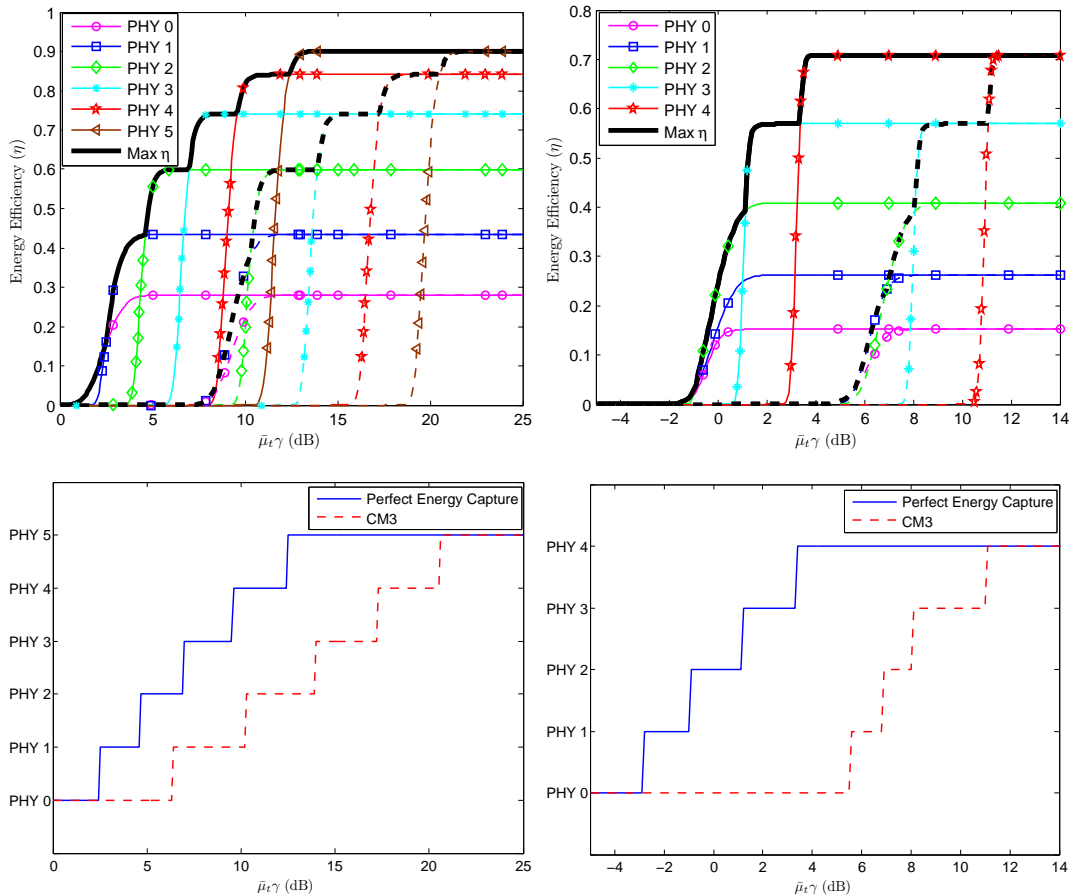 1
0.9
0.8
0.7
0.6
0.5
0.4
0.3
0.2
0.1
0
Energy Efficiency (η)
PHY 0
PHY 1
PHY 2
PHY 3
PHY 4
PHY 5
Max η
0 5 10 15 20 25
μ̄ₜγ (dB)
0.8
0.7
0.6
0.5
0.4
0.3
0.2
0.1
0
Energy Efficiency (η)
PHY 0
PHY 1
PHY 2
PHY 3
PHY 4
Max η
−4 −2 0 2 4 6 8 10 12 14
μ̄ₜγ (dB)
PHY 5
PHY 4
PHY 3
PHY 2
PHY 1
PHY 0
Perfect Energy Capture
CM3
0 5 10 15 20 25
μ̄ₜγ (dB)
PHY 4
PHY 3
PHY 2
PHY 1
PHY 0
Perfect Energy Capture
CM3
−4 −2 0 2 4 6 8 10 12 14
μ̄ₜγ (dB)